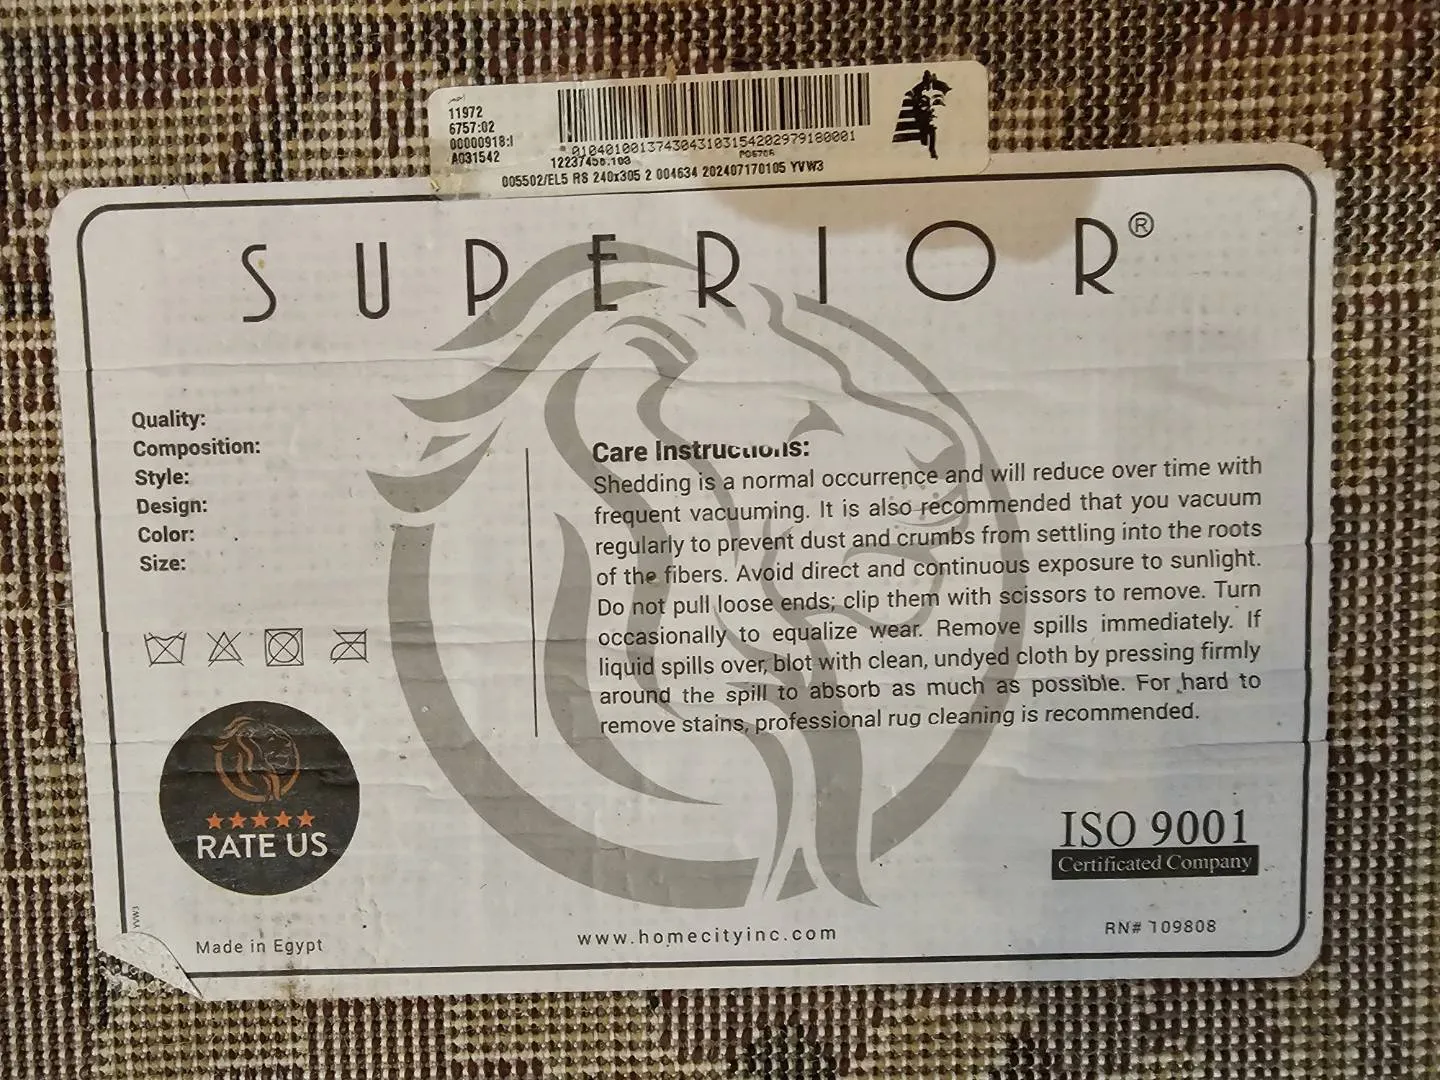 احمر
11972
6757:02
00000918:I
A031542
01040100137430431031542029791B0001
12237456.103
POE76R
005502/EL5 RS 240x305 2 004634 202407170105 YVW3
SUPERIOR®
Quality:
Composition:
Style:
Design:
Color:
Size:
Care Instructions:
Shedding is a normal occurrence and will reduce over time with
frequent vacuuming. It is also recommended that you vacuum
regularly to prevent dust and crumbs from settling into the roots
of the fibers. Avoid direct and continuous exposure to sunlight.
Do not pull loose ends; clip them with scissors to remove. Turn
occasionally to equalize wear. Remove spills immediately. If
liquid spills over, blot with clean, undyed cloth by pressing firmly
around the spill to absorb as much as possible. For hard to
remove stains, professional rug cleaning is recommended.
RATE US
ISO 9001
Certificated Company
YVW3
Made in Egypt
www.homecityinc.com
RN# 109808